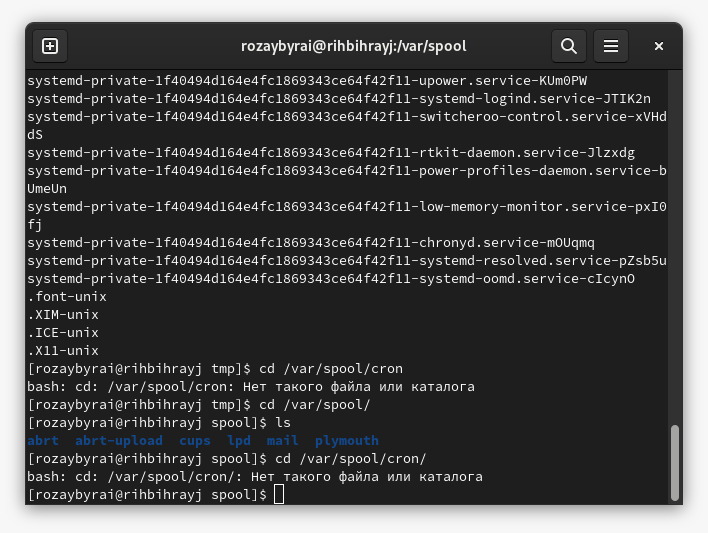 rozaybyrai@rihbihrayj:/var/spool
systemd-private-1f40494d164e4fc1869343ce64f42f11-upower.service-KUm0PW
systemd-private-1f40494d164e4fc1869343ce64f42f11-systemd-logind.service-JTIK2n
systemd-private-1f40494d164e4fc1869343ce64f42f11-switcheroo-control.service-xVHd
dS
systemd-private-1f40494d164e4fc1869343ce64f42f11-rtkit-daemon.service-Jlzxdg
systemd-private-1f40494d164e4fc1869343ce64f42f11-power-profiles-daemon.service-b
UmeUn
systemd-private-1f40494d164e4fc1869343ce64f42f11-low-memory-monitor.service-pxI0
fj
systemd-private-1f40494d164e4fc1869343ce64f42f11-chronyd.service-mOUqmq
systemd-private-1f40494d164e4fc1869343ce64f42f11-systemd-resolved.service-pZsb5u
systemd-private-1f40494d164e4fc1869343ce64f42f11-systemd-oomd.service-cIcynO
.font-unix
.XIM-unix
.ICE-unix
.X11-unix
[rozaybyrai@rihbihrayj tmp]$ cd /var/spool/cron
bash: cd: /var/spool/cron: Нет такого файла или каталога
[rozaybyrai@rihbihrayj tmp]$ cd /var/spool/
[rozaybyrai@rihbihrayj spool]$ ls
abrt  abrt-upload  cups  lpd  mail  plymouth
[rozaybyrai@rihbihrayj spool]$ cd /var/spool/cron/
bash: cd: /var/spool/cron/: Нет такого файла или каталога
[rozaybyrai@rihbihrayj spool]$